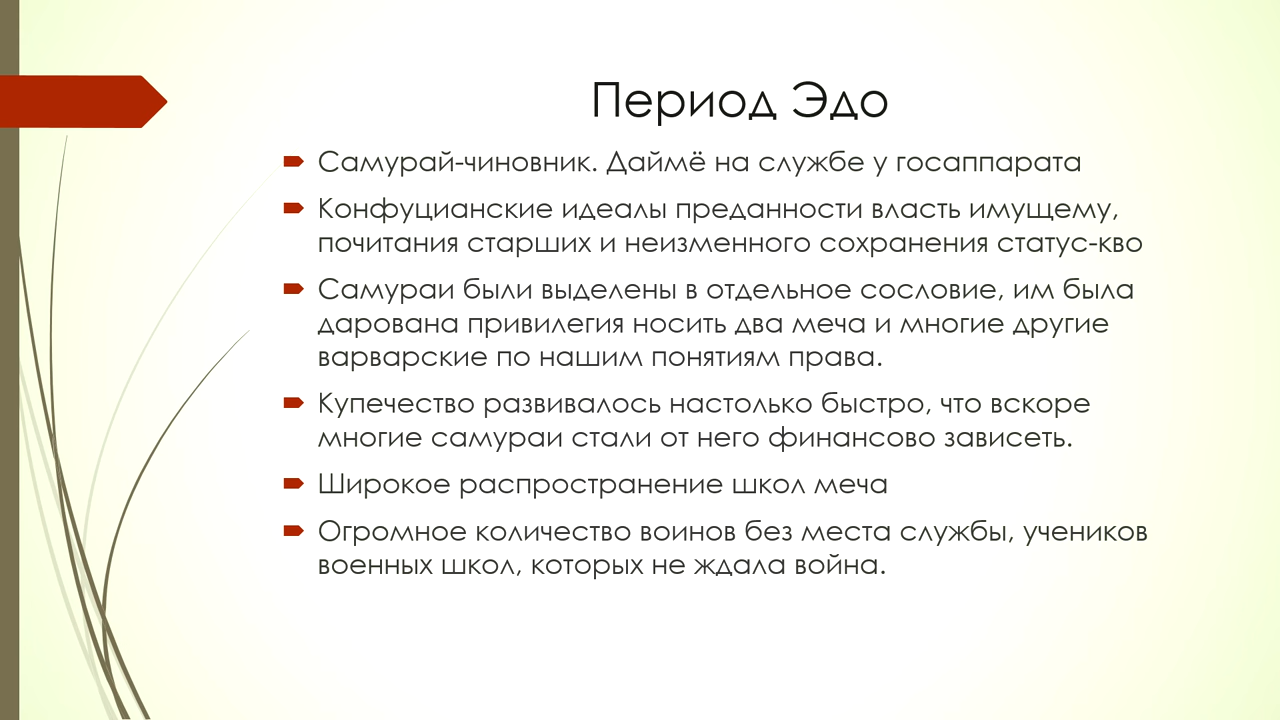 Период Эдо
Самурай-чиновник. Даймё на службе у госаппарата
Конфуцианские идеалы преданности власть имущему,
почитания старших и неизменного сохранения статус-кво
Самураи были выделены в отдельное сословие, им была
дарована привилегия носить два меча и многие другие
варварские по нашим понятиям права.
Купечество развивалось настолько быстро, что вскоре
многие самураи стали от него финансово зависеть.
Широкое распространение школ меча
Огромное количество воинов без места службы, учеников
военных школ, которых не ждала война.